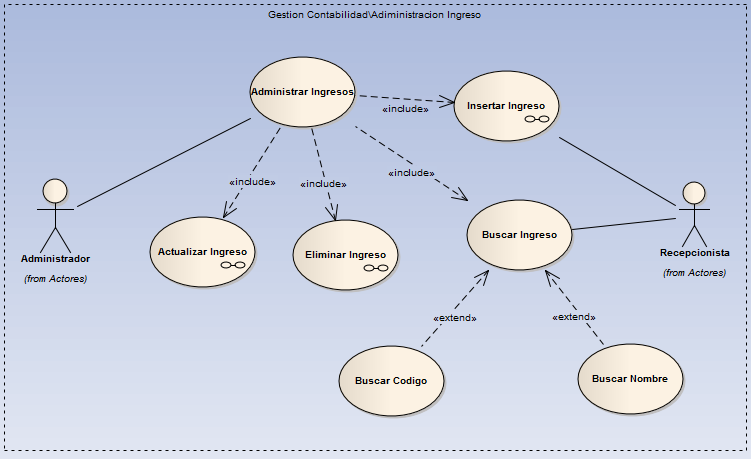 Gestion Contabilidad\Adiministracion Ingreso
Administrar Ingresos
«include»
Insertar Ingreso
«include»
«include»
«include»
Administrador
(from Actores)
Actualizar Ingreso
Eliminar Ingreso
Buscar Ingreso
Recepcionista
(from Actores)
«extend»
«extend»
Buscar Codigo
Buscar Nombre